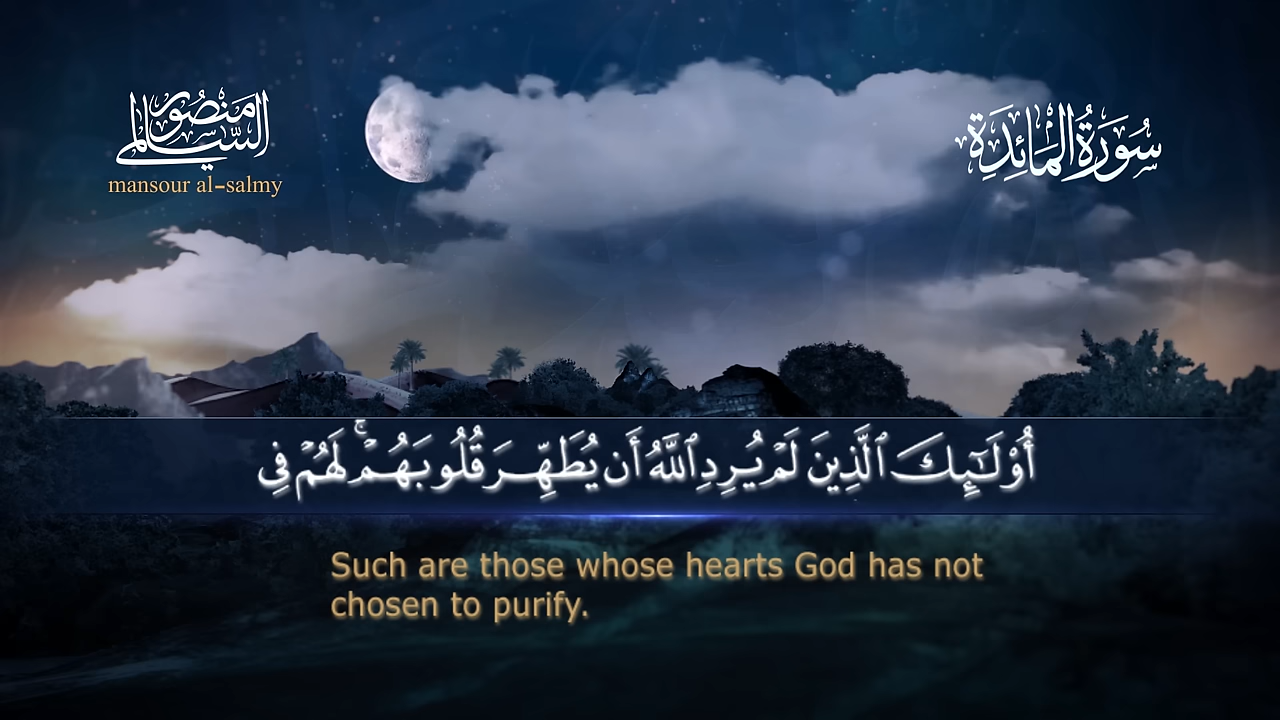 منصور
السالمي
mansour al-salmy
سُورَةُ المَائِدَةِ
أُوْلَـٰٓئِكَ ٱلَّذِينَ لَمْ يُرِدِ ٱللَّهُ أَن يُطَهِّرَ قُلُوبَهُمْ ۚ لَهُمْ فِى
Such are those whose hearts God has not
chosen to purify.